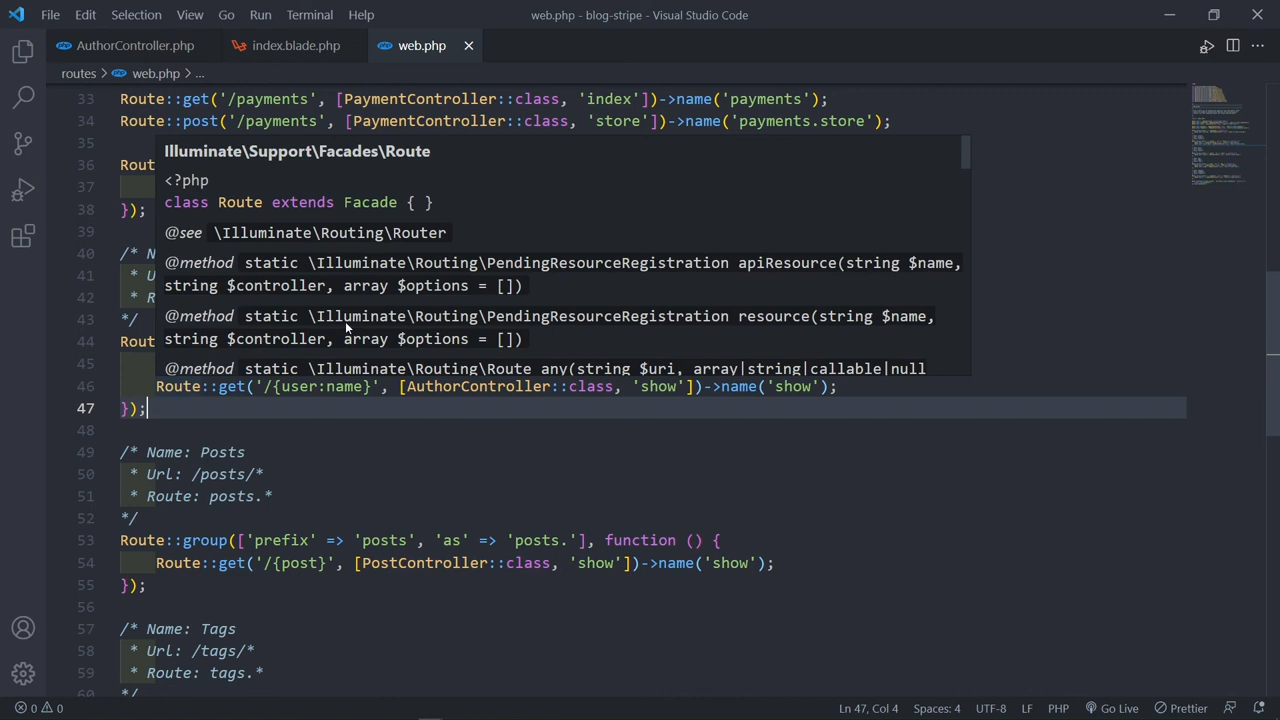 File Edit Selection View Go Run Terminal Help web.php - blog-stripe - Visual Studio Code
AuthorController.php index.blade.php web.php
routes > web.php > ...
33 Route::get('/payments', [PaymentController::class, 'index'])->name('payments');
34 Route::post('/payments', [PaymentController::class, 'store'])->name('payments.store');
35
Illuminate\Support\Facades\Route
36 Rout
<?php
37
class Route extends Facade { }
38 });
39
@see \Illuminate\Routing\Router
40 /* N
@method static \Illuminate\Routing\PendingResourceRegistration apiResource(string $name,
41 * U
string $controller, array $options = [])
42 * R
43 */
@method static \Illuminate\Routing\PendingResourceRegistration resource(string $name,
44 Rout
string $controller, array $options = [])
45
@method static \Illuminate\Routing\Route any(string $uri, array|string|callable|null
46 Route::get('/{user:name}', [AuthorController::class, 'show'])->name('show');
47 });
48
49 /* Name: Posts
50 * Url: /posts/*
51 * Route: posts.*
52 */
53 Route::group(['prefix' => 'posts', 'as' => 'posts.'], function () {
54 Route::get('/{post}', [PostController::class, 'show'])->name('show');
55 });
56
57 /* Name: Tags
58 * Url: /tags/*
59 * Route: tags.*
60 */
0 0 Ln 47, Col 4 Spaces: 4 UTF-8 LF PHP Go Live Prettier